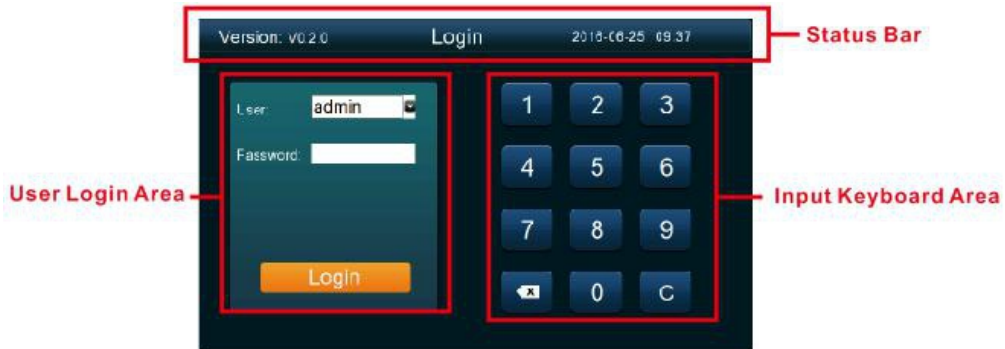 Version: V0.2.0 Login 2016-06-25 09:37 Status Bar
User: admin 1 2 3
Password: 4 5 6
User Login Area Input Keyboard Area
7 8 9
Login x 0 C